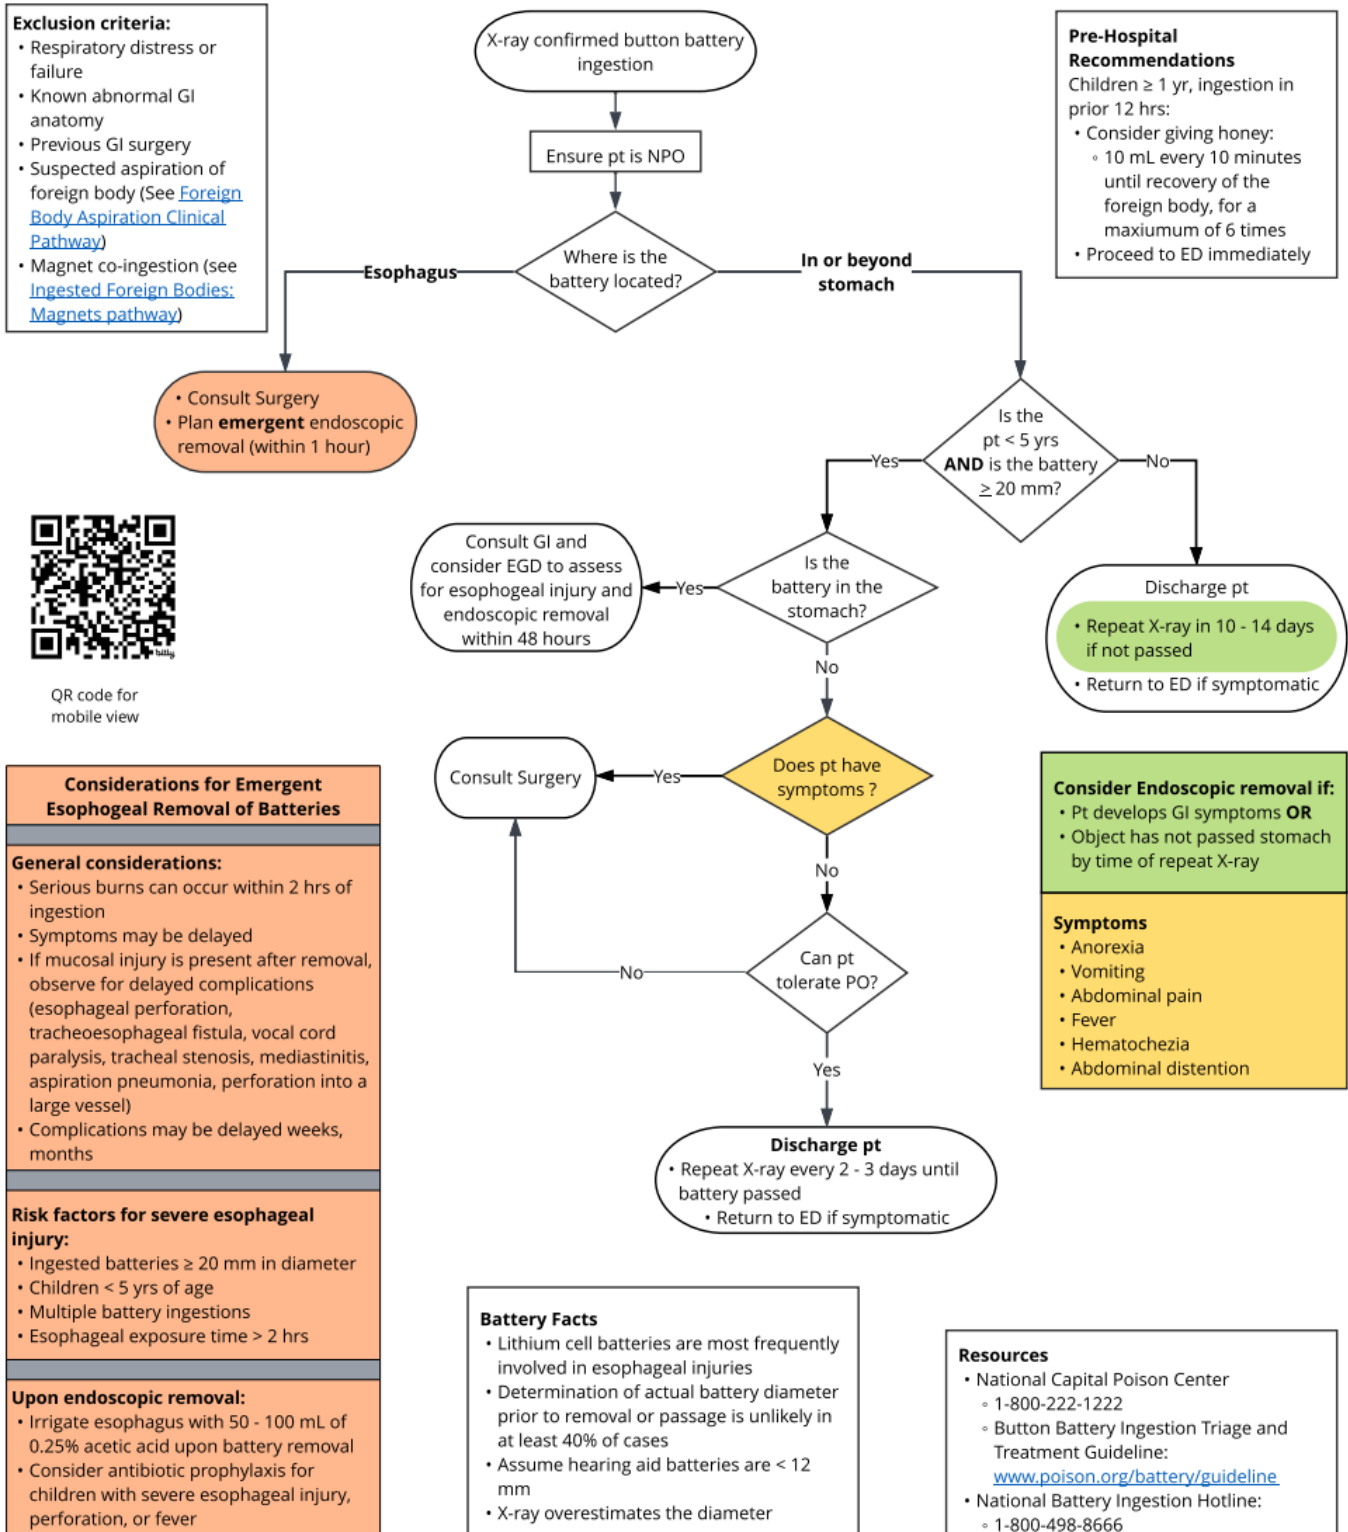 Exclusion criteria:
• Respiratory distress or
failure
• Known abnormal GI
anatomy
• Previous GI surgery
• Suspected aspiration of
foreign body (See Foreign
Body Aspiration Clinical
Pathway)
• Magnet co-ingestion (see
Ingested Foreign Bodies:
Magnets pathway)
X-ray confirmed button battery
ingestion
Ensure pt is NPO
Where is the
battery located?
Esophagus
In or beyond
stomach
Pre-Hospital
Recommendations
Children ≥ 1 yr, ingestion in
prior 12 hrs:
• Consider giving honey:
◦ 10 mL every 10 minutes
until recovery of the
foreign body, for a
maxiumum of 6 times
• Proceed to ED immediately
• Consult Surgery
• Plan emergent endoscopic
removal (within 1 hour)
Is the
pt < 5 yrs
AND is the battery
≥ 20 mm?
Yes
No
Is the
battery in the
stomach?
Yes
Consult GI and
consider EGD to assess
for esophogeal injury and
endoscopic removal
within 48 hours
No
Discharge pt
• Repeat X-ray in 10 - 14 days
if not passed
• Return to ED if symptomatic
bitly
QR code for
mobile view
Does pt have
symptoms ?
Yes
Consult Surgery
No
Can pt
tolerate PO?
No
Yes
Discharge pt
• Repeat X-ray every 2 - 3 days until
battery passed
• Return to ED if symptomatic
Consider Endoscopic removal if:
• Pt develops GI symptoms OR
• Object has not passed stomach
by time of repeat X-ray
Symptoms
• Anorexia
• Vomiting
• Abdominal pain
• Fever
• Hematochezia
• Abdominal distention
Considerations for Emergent
Esophogeal Removal of Batteries
General considerations:
• Serious burns can occur within 2 hrs of
ingestion
• Symptoms may be delayed
• If mucosal injury is present after removal,
observe for delayed complications
(esophageal perforation,
tracheoesophageal fistula, vocal cord
paralysis, tracheal stenosis, mediastinitis,
aspiration pneumonia, perforation into a
large vessel)
• Complications may be delayed weeks,
months
Risk factors for severe esophageal
injury:
• Ingested batteries ≥ 20 mm in diameter
• Children < 5 yrs of age
• Multiple battery ingestions
• Esophageal exposure time > 2 hrs
Upon endoscopic removal:
• Irrigate esophagus with 50 - 100 mL of
0.25% acetic acid upon battery removal
• Consider antibiotic prophylaxis for
children with severe esophageal injury,
perforation, or fever
Battery Facts
• Lithium cell batteries are most frequently
involved in esophageal injuries
• Determination of actual battery diameter
prior to removal or passage is unlikely in
at least 40% of cases
• Assume hearing aid batteries are < 12
mm
• X-ray overestimates the diameter
Resources
• National Capital Poison Center
◦ 1-800-222-1222
◦ Button Battery Ingestion Triage and
Treatment Guideline:
www.poison.org/battery/guideline
• National Battery Ingestion Hotline:
◦ 1-800-498-8666